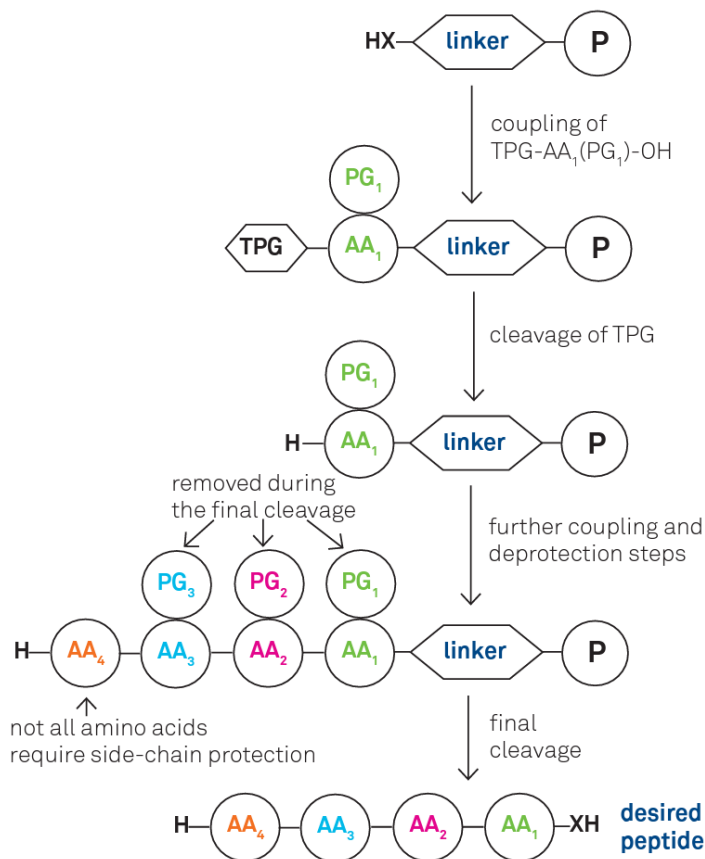 HX linker P
coupling of
TPG-AA₁(PG₁)-OH
PG₁
TPG AA₁ linker P
cleavage of TPG
PG₁
H AA₁ linker P
removed during
the final cleavage
further coupling and
deprotection steps
PG₃ PG₂ PG₁
H AA₄ AA₃ AA₂ AA₁ linker P
not all amino acids
require side-chain protection
final
cleavage
H AA₄ AA₃ AA₂ AA₁ XH
desired
peptide